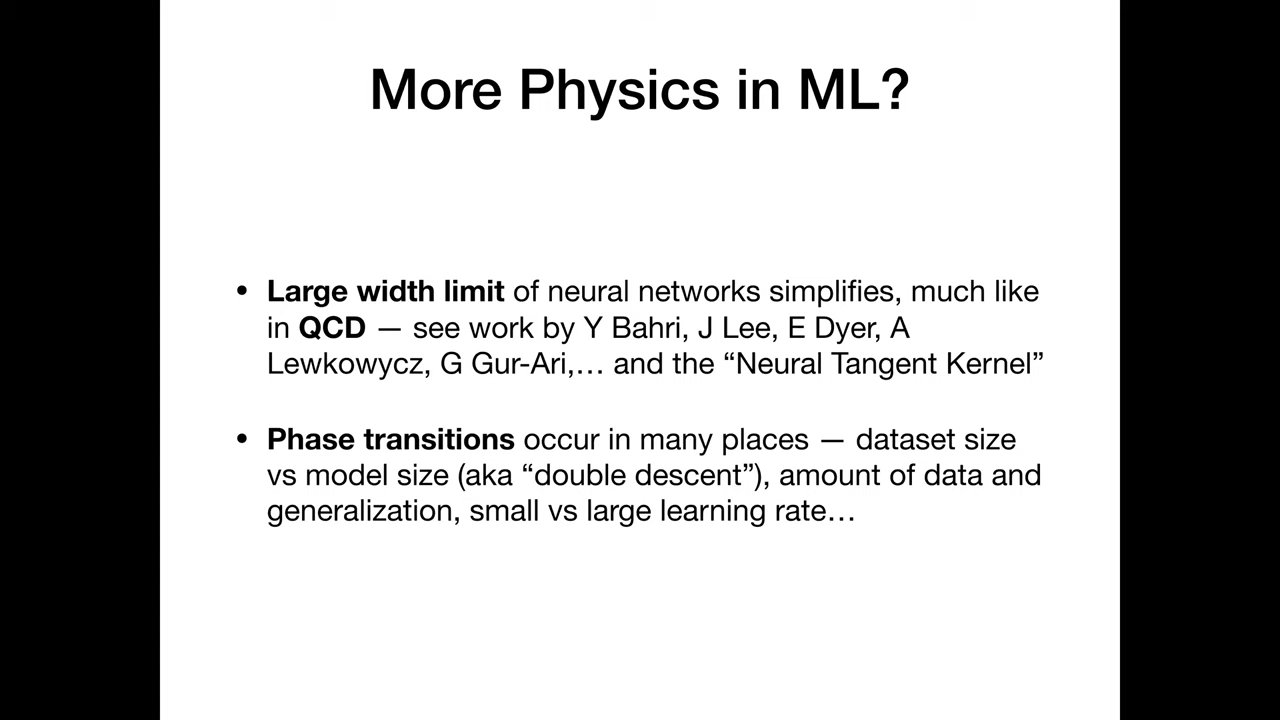 More Physics in ML?
• Large width limit of neural networks simplifies, much like
in QCD — see work by Y Bahri, J Lee, E Dyer, A
Lewkowycz, G Gur-Ari,… and the “Neural Tangent Kernel”
• Phase transitions occur in many places — dataset size
vs model size (aka “double descent”), amount of data and
generalization, small vs large learning rate…